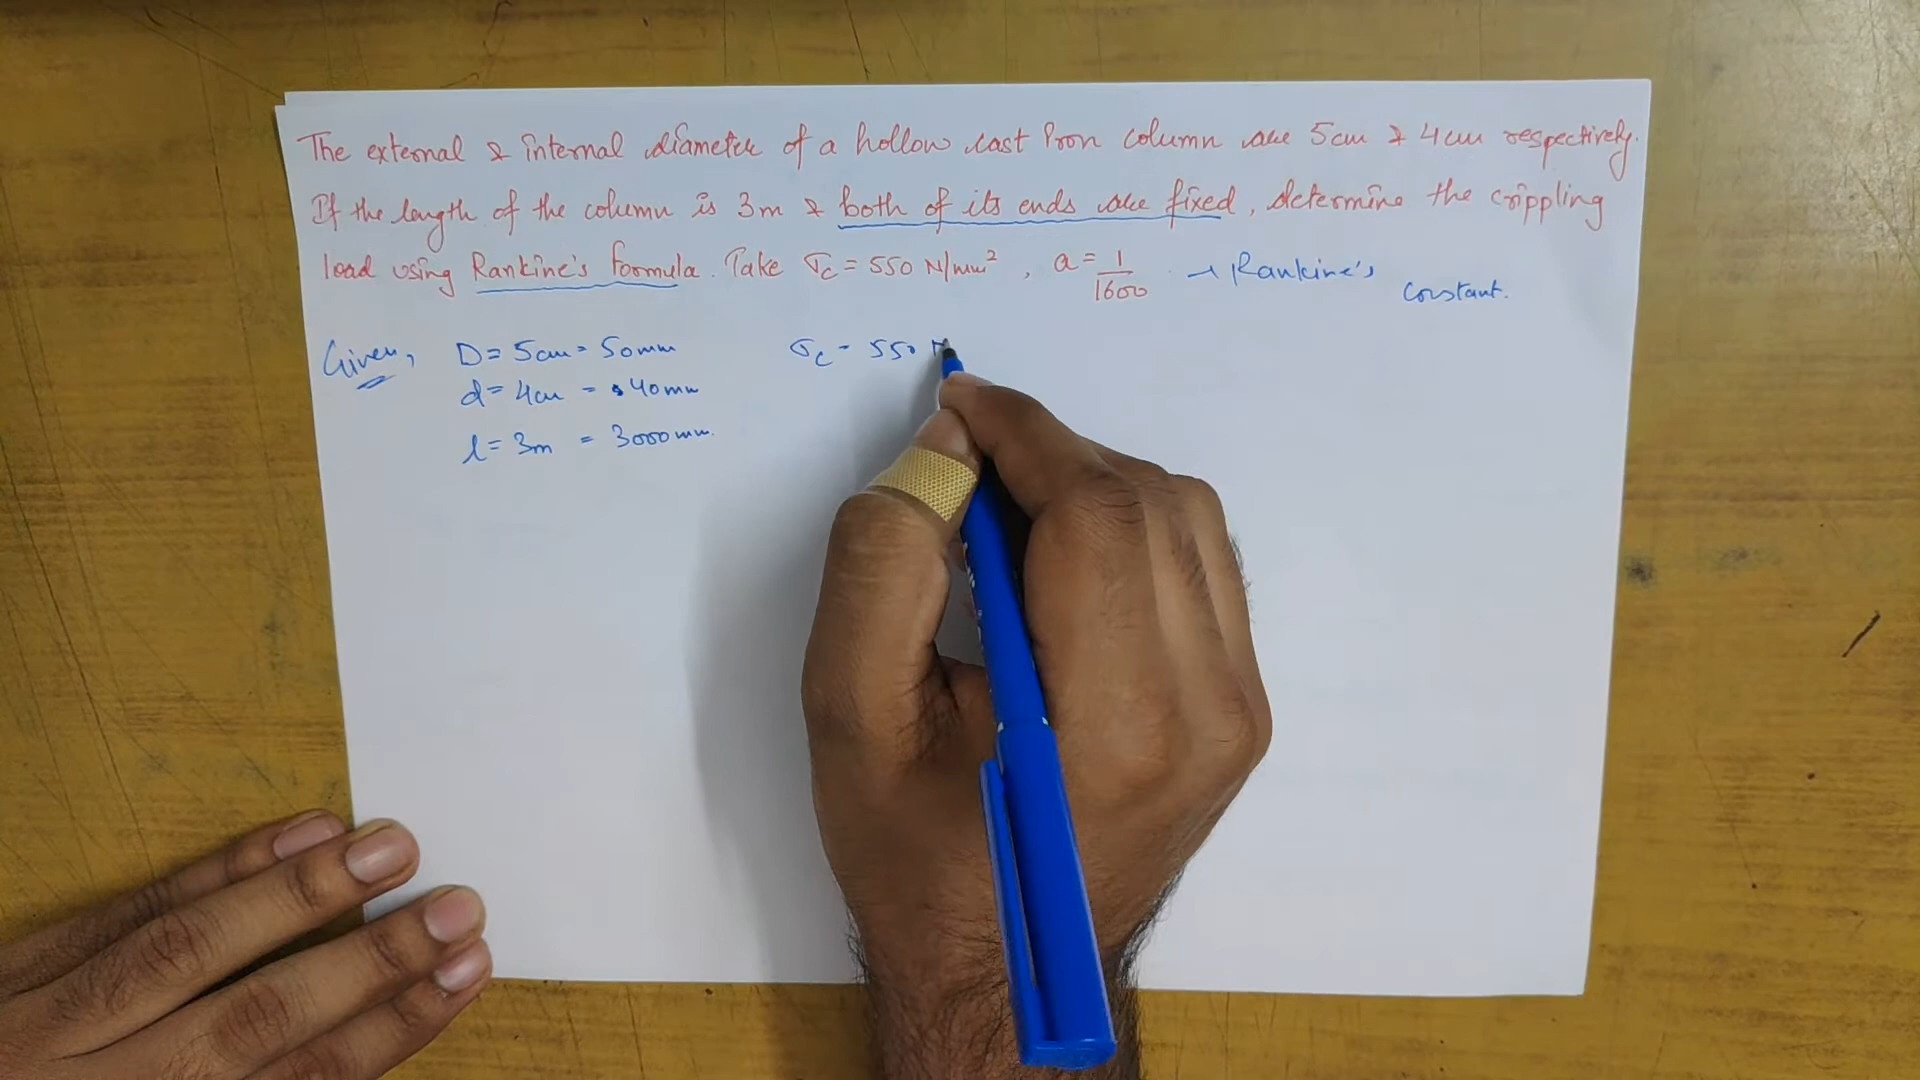 The external & internal diameter of a hollow cast Iron column are 5cm & 4cm respectively.
If the length of the column is 3m & both of its ends are fixed, determine the crippling
load using Rankine's formula. Take σc = 550 N/mm², a = 1/1600 → Rankine's
constant.
Given, D = 5cm = 50mm σc = 550 N
d = 4cm = 40mm
l = 3m = 3000mm.